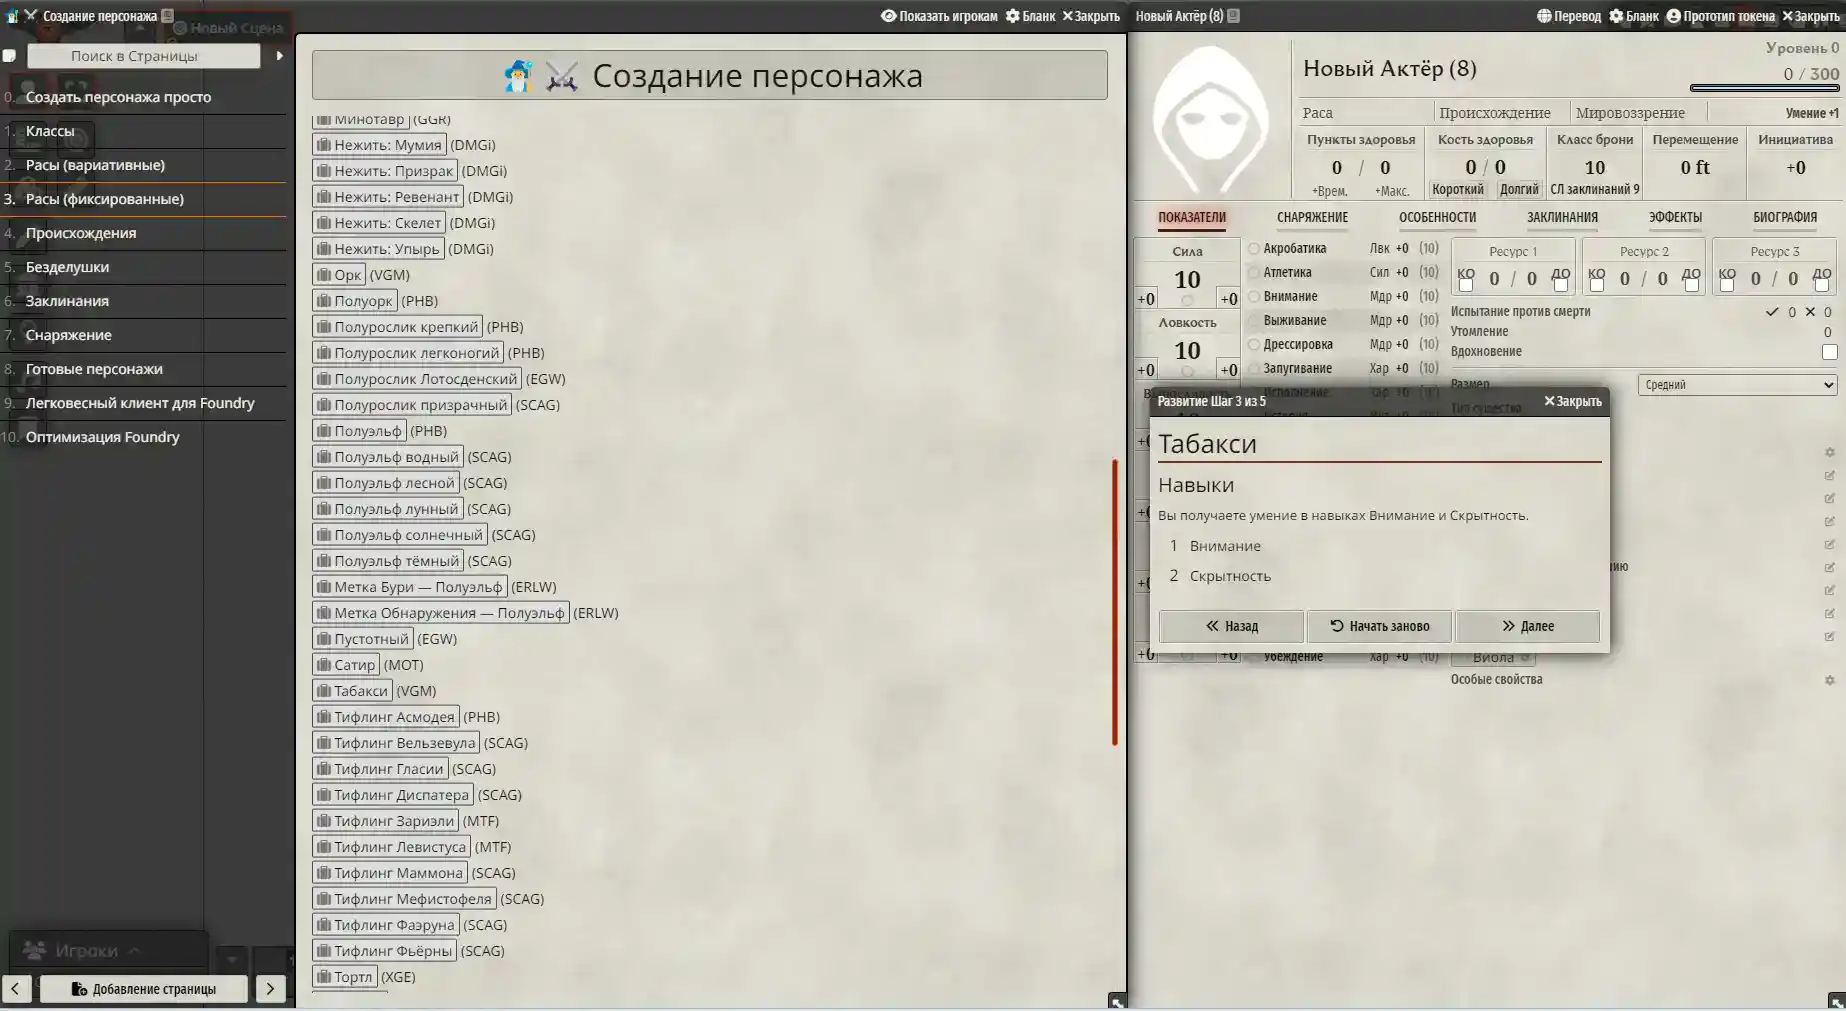 Создание персонажа
Показать игрокам Бланк Закрыть
Новый Сцена
Поиск в Страницы
0. Создать персонажа просто
1. Классы
2. Расы (вариативные)
3. Расы (фиксированные)
4. Происхождения
5. Безделушки
6. Заклинания
7. Снаряжение
8. Готовые персонажи
9. Легковесный клиент для Foundry
10. Оптимизация Foundry
Игроки
Добавление страницы
Создание персонажа
Минотавр (GGR)
Нежить: Мумия (DMGi)
Нежить: Призрак (DMGi)
Нежить: Ревенант (DMGi)
Нежить: Скелет (DMGi)
Нежить: Упырь (DMGi)
Орк (VGM)
Полуорк (PHB)
Полурослик крепкий (PHB)
Полурослик легконогий (PHB)
Полурослик Лотосденский (EGW)
Полурослик призрачный (SCAG)
Полуэльф (PHB)
Полуэльф водный (SCAG)
Полуэльф лесной (SCAG)
Полуэльф лунный (SCAG)
Полуэльф солнечный (SCAG)
Полуэльф тёмный (SCAG)
Метка Бури — Полуэльф (ERLW)
Метка Обнаружения — Полуэльф (ERLW)
Пустотный (EGW)
Сатир (MOT)
Табакси (VGM)
Тифлинг Асмодея (PHB)
Тифлинг Вельзевула (SCAG)
Тифлинг Гласии (SCAG)
Тифлинг Диспатера (SCAG)
Тифлинг Зариэли (MTF)
Тифлинг Левистуса (MTF)
Тифлинг Маммона (SCAG)
Тифлинг Мефистофеля (SCAG)
Тифлинг Фаэруна (SCAG)
Тифлинг Фьёрны (SCAG)
Тортл (XGE)
Новый Актёр (8)
Перевод Бланк Прототип токена Закрыть
Новый Актёр (8)
Уровень 0
0 / 300
Раса Происхождение Мировоззрение Умение +1
Пункты здоровья Кость здоровья Класс брони Перемещение Инициатива
0 / 0 0 / 0 10 0 ft +0
+Врем. +Макс. Короткий Долгий СЛ заклинаний 9
ПОКАЗАТЕЛИ СНАРЯЖЕНИЕ ОСОБЕННОСТИ ЗАКЛИНАНИЯ ЭФФЕКТЫ БИОГРАФИЯ
Сила
10
+0 +0
Ловкость
10
+0 +0
Акробатика Лвк +0 (10)
Атлетика Сил +0 (10)
Внимание Мдр +0 (10)
Выживание Мдр +0 (10)
Дрессировка Мдр +0 (10)
Запугивание Хар +0 (10)
Ресурс 1 Ресурс 2 Ресурс 3
КО 0 / 0 ДО КО 0 / 0 ДО КО 0 / 0 ДО
Испытание против смерти 0 0
Утомление 0
Вдохновение
Размер Средний
Развитие Шаг 3 из 5 Закрыть
Табакси
Навыки
Вы получаете умение в навыках Внимание и Скрытность.
1 Внимание
2 Скрытность
Назад Начать заново Далее
+0 +0 Убеждение Хар +0 (10) Виола
Особые свойства